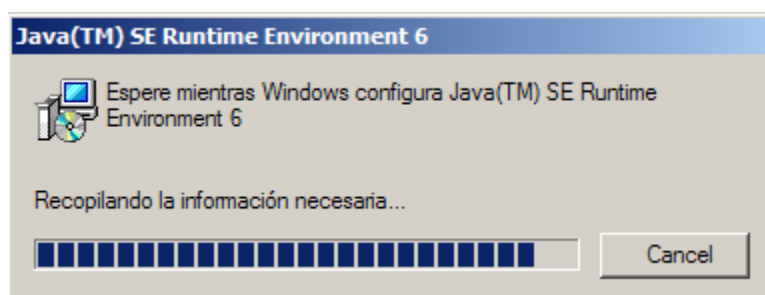 Java(TM) SE Runtime Environment 6
Espere mientras Windows configura Java(TM) SE Runtime
Environment 6
Recopilando la información necesaria...
Cancel